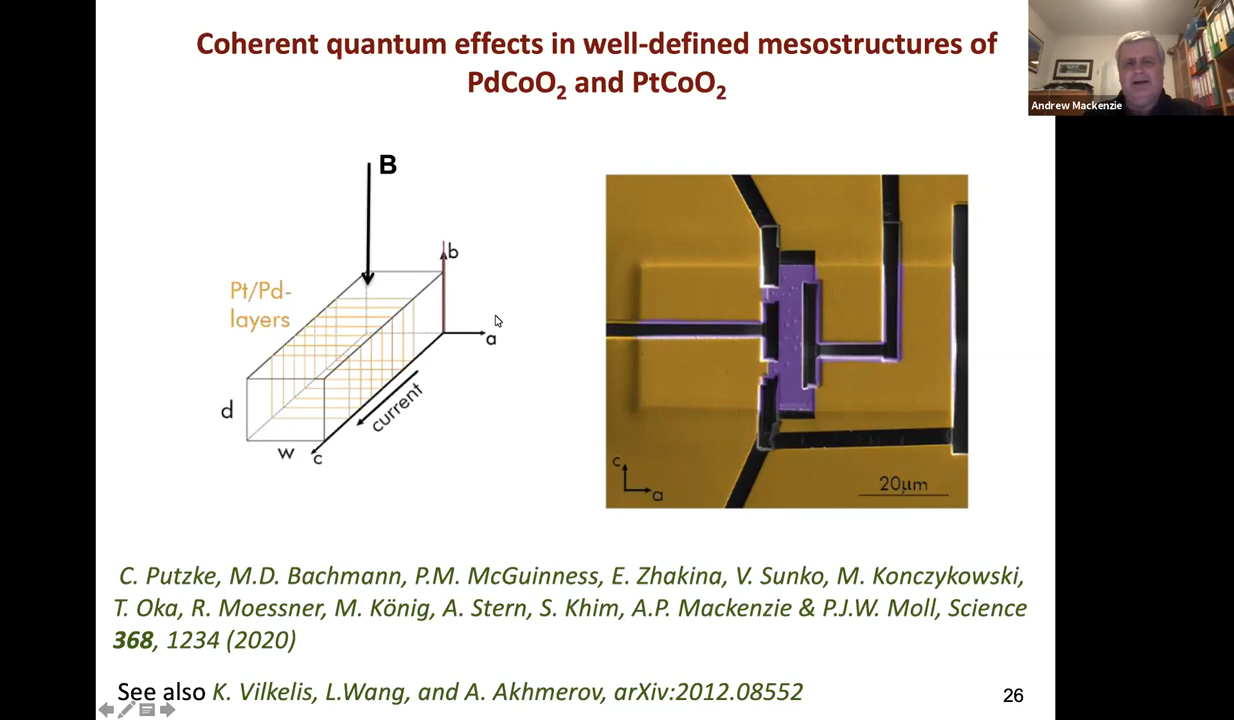 Coherent quantum effects in well-defined mesostructures of
PdCoO₂ and PtCoO₂
Andrew Mackenzie
B
b
Pt/Pd-
layers
a
d
current
w
c
c
a
20μm
C. Putzke, M.D. Bachmann, P.M. McGuinness, E. Zhakina, V. Sunko, M. Konczykowski,
T. Oka, R. Moessner, M. König, A. Stern, S. Khim, A.P. Mackenzie & P.J.W. Moll, Science
368, 1234 (2020)
See also K. Vilkelis, L.Wang, and A. Akhmerov, arXiv:2012.08552
26